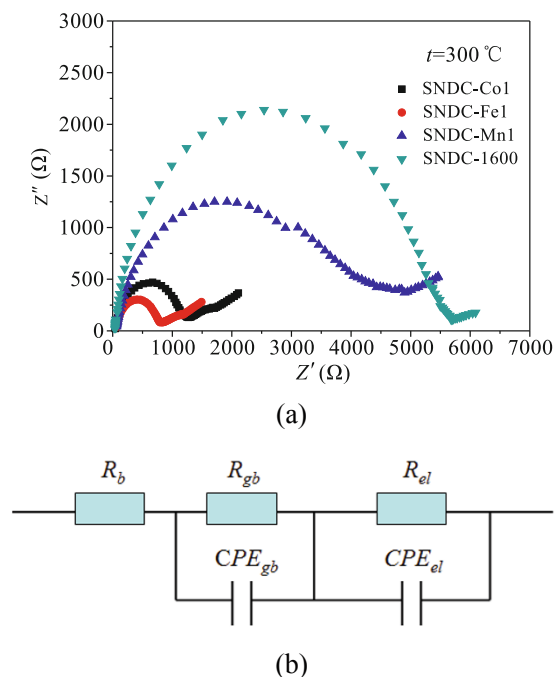 3000
2500
2000
1500
1000
500
0
Z″ (Ω)
t=300 ℃
SNDC-Co1
SNDC-Fe1
SNDC-Mn1
SNDC-1600
0 1000 2000 3000 4000 5000 6000 7000
Z′ (Ω)
(a)
R_b R_gb R_el
CPE_gb CPE_el
(b)